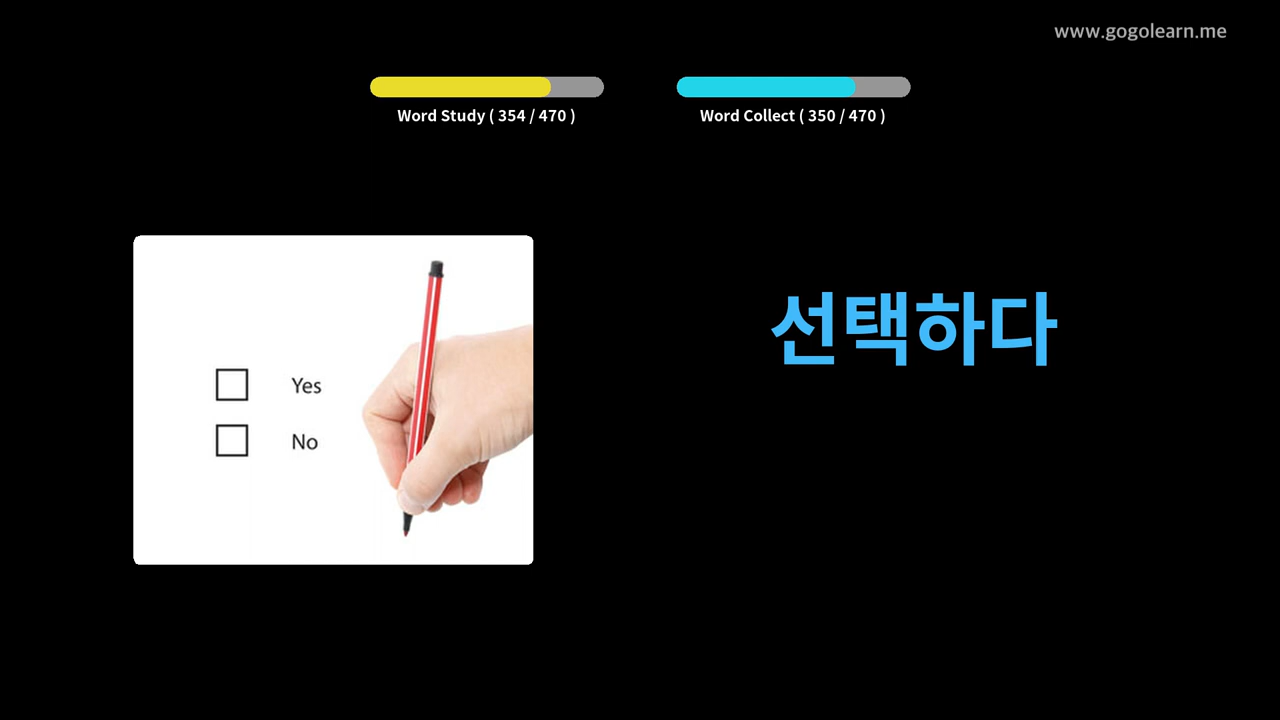 www.gogolearn.me
Word Study ( 354 / 470 )
Word Collect ( 350 / 470 )
선택하다
Yes
No